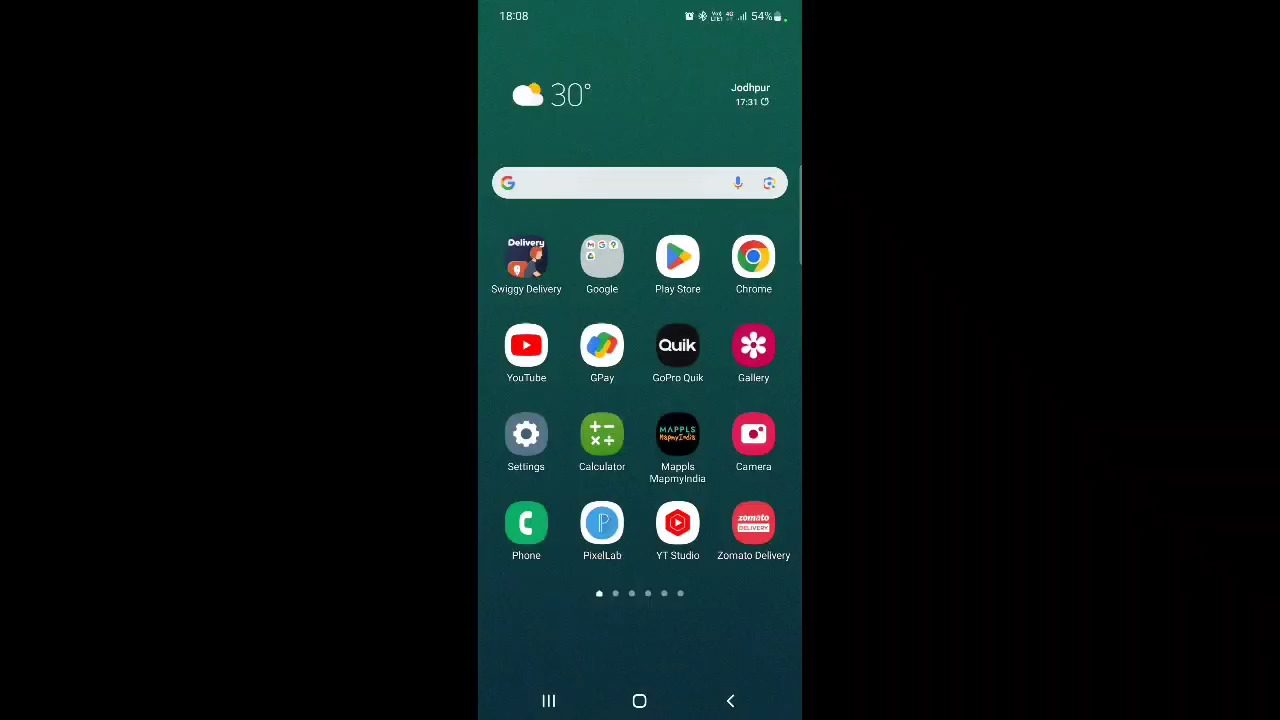 18:08
54%
30°
Jodhpur
17:31
Delivery
Swiggy Delivery
Google
Play Store
Chrome
YouTube
Quik
GPay
GoPro Quik
Gallery
MAPPLS
MapmyIndia
Settings
Calculator
Mappls
MapmyIndia
Camera
zomato
DELIVERY
Phone
PixelLab
YT Studio
Zomato Delivery